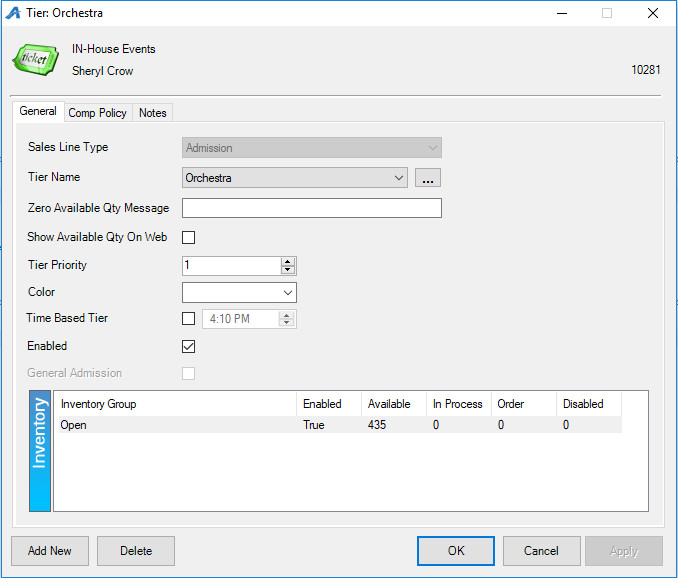 Tier: Orchestra
ticket
IN-House Events
Sheryl Crow
10281
General Comp Policy Notes
Sales Line Type Admission
Tier Name Orchestra ...
Zero Available Qty Message
Show Available Qty On Web
Tier Priority 1
Color
Time Based Tier 4:10 PM
Enabled
General Admission
Inventory
Inventory Group Enabled Available In Process Order Disabled
Open True 435 0 0 0
Add New Delete OK Cancel Apply